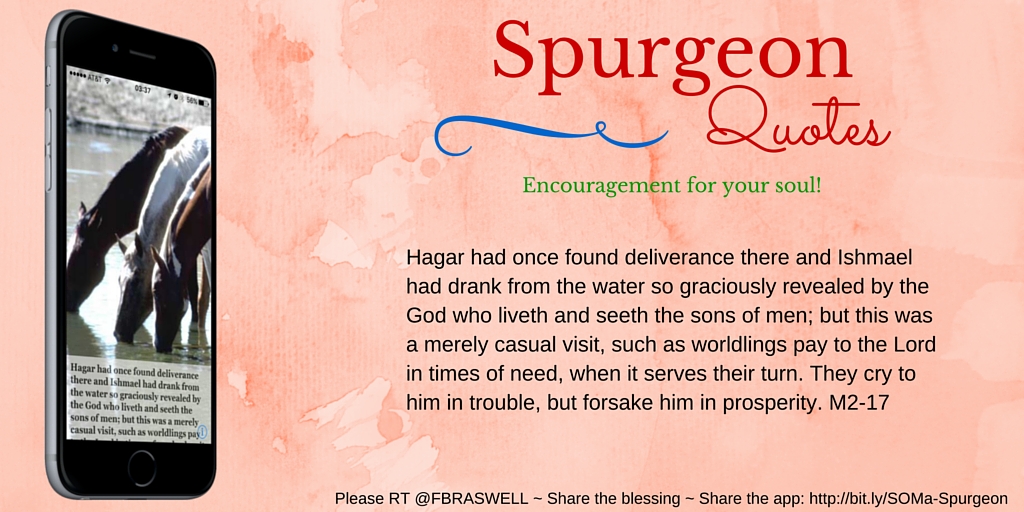 ●●●●● AT&T
03:37
56%
Hagar had once found deliverance
there and Ishmael had drank from
the water so graciously revealed by
the God who liveth and seeth the
sons of men; but this was a merely
casual visit, such as worldlings pay
Spurgeon
Quotes
Encouragement for your soul!
Hagar had once found deliverance there and Ishmael
had drank from the water so graciously revealed by the
God who liveth and seeth the sons of men; but this was
a merely casual visit, such as worldlings pay to the Lord
in times of need, when it serves their turn. They cry to
him in trouble, but forsake him in prosperity. M2-17
Please RT @FBRASWELL ~ Share the blessing ~ Share the app: http://bit.ly/SOMa-Spurgeon